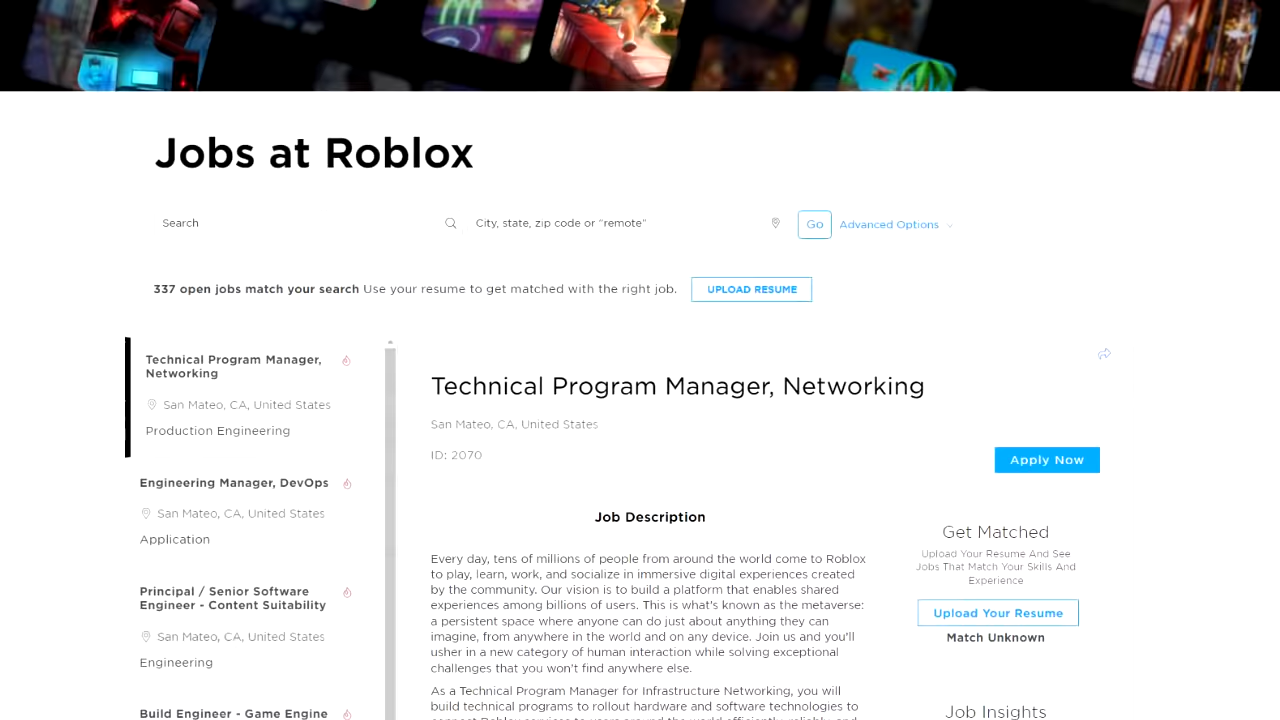 Jobs at Roblox
Search
City, state, zip code or “remote”
Go
Advanced Options
337 open jobs match your search Use your resume to get matched with the right job.
UPLOAD RESUME
Technical Program Manager,
Networking
San Mateo, CA, United States
Production Engineering
Engineering Manager, DevOps
San Mateo, CA, United States
Application
Principal / Senior Software
Engineer - Content Suitability
San Mateo, CA, United States
Engineering
Build Engineer - Game Engine
Technical Program Manager, Networking
San Mateo, CA, United States
ID: 2070
Apply Now
Job Description
Every day, tens of millions of people from around the world come to Roblox
to play, learn, work, and socialize in immersive digital experiences created
by the community. Our vision is to build a platform that enables shared
experiences among billions of users. This is what's known as the metaverse:
a persistent space where anyone can do just about anything they can
imagine, from anywhere in the world and on any device. Join us and you'll
usher in a new category of human interaction while solving exceptional
challenges that you won't find anywhere else.
As a Technical Program Manager for Infrastructure Networking, you will
build technical programs to rollout hardware and software technologies to
connect Roblox services to users around the world efficiently, reliably, and
Get Matched
Upload Your Resume And See
Jobs That Match Your Skills And
Experience
Upload Your Resume
Match Unknown
Job Insights